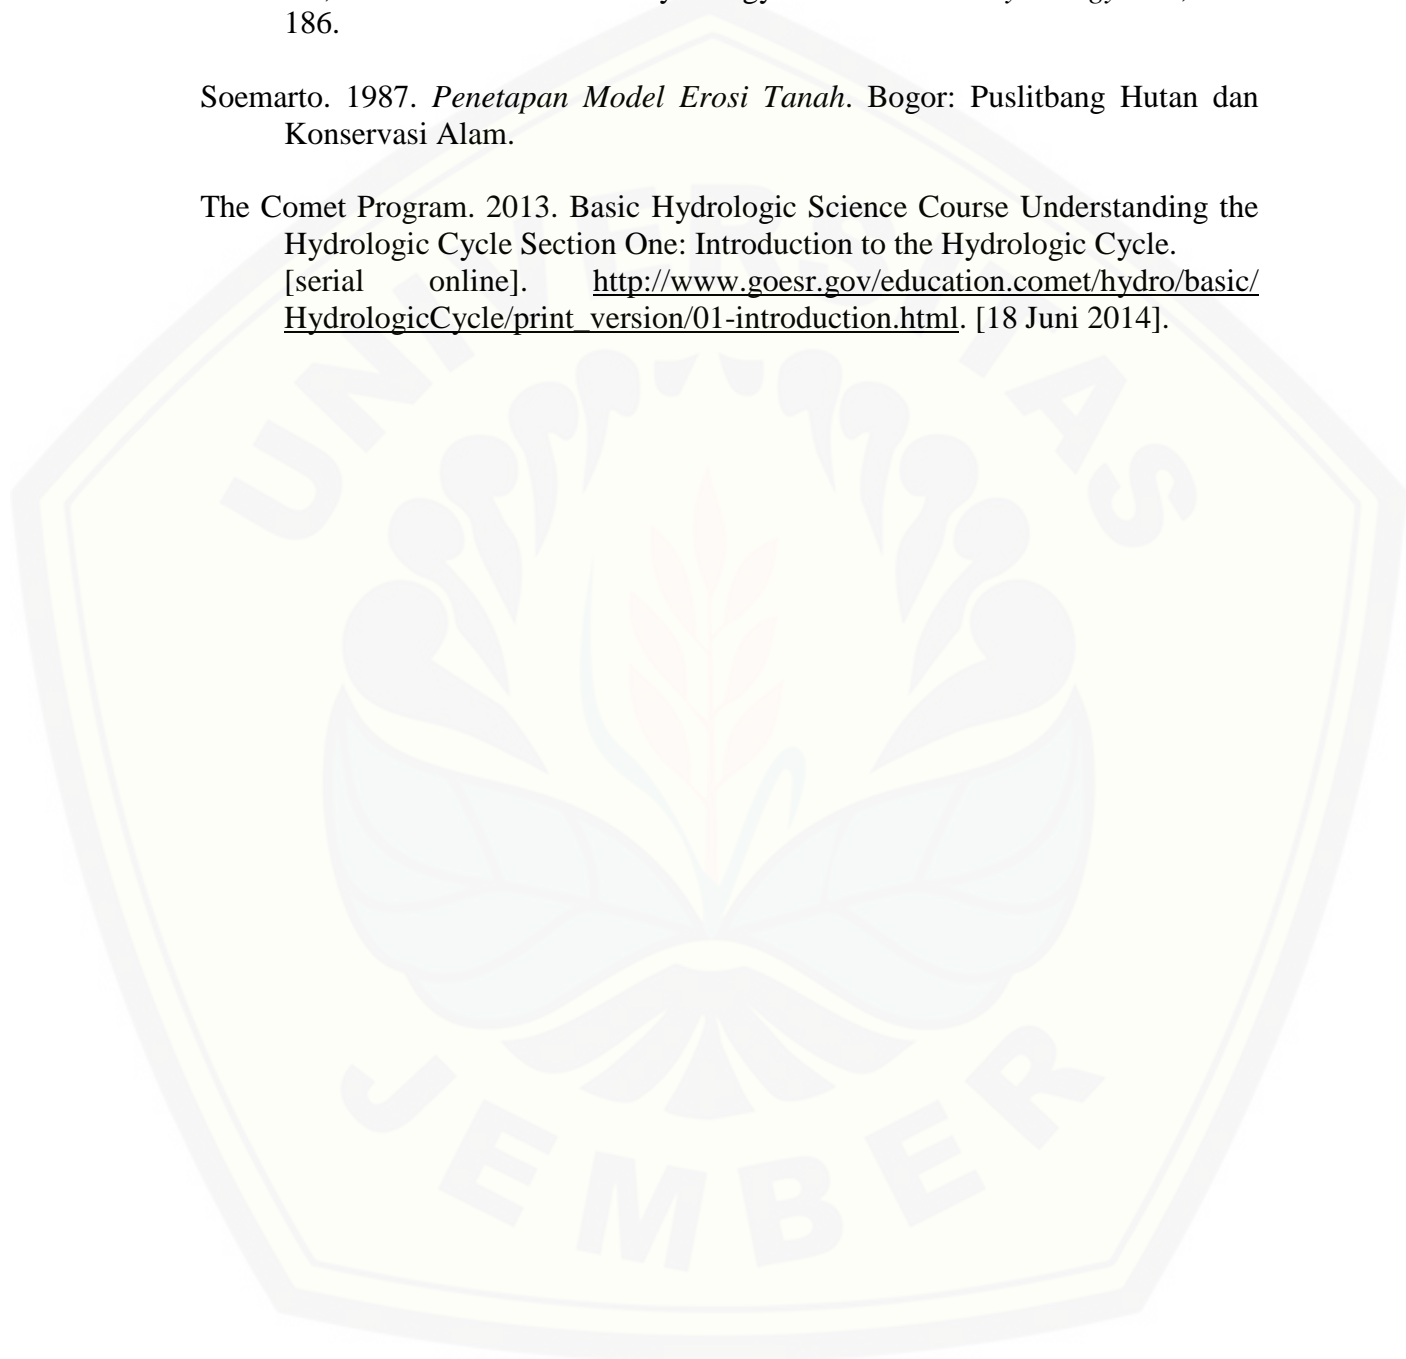 186.
Soemarto. 1987. Penetapan Model Erosi Tanah. Bogor: Puslitbang Hutan dan
Konservasi Alam.
The Comet Program. 2013. Basic Hydrologic Science Course Understanding the
Hydrologic Cycle Section One: Introduction to the Hydrologic Cycle.
[serial online]. http://www.goesr.gov/education.comet/hydro/basic/
HydrologicCycle/print_version/01-introduction.html. [18 Juni 2014].
UNIVERSITAS
JEMBER